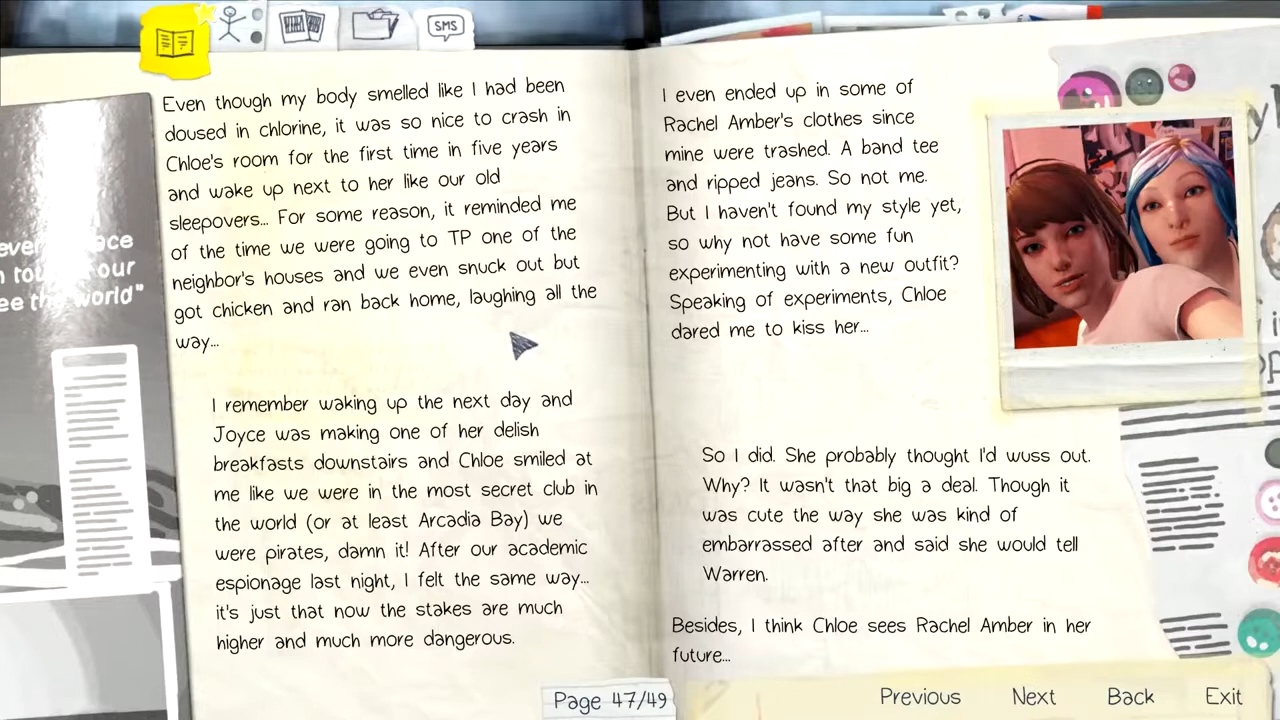 SMS
Even though my body smelled like I had been
doused in chlorine, it was so nice to crash in
Chloe's room for the first time in five years
and wake up next to her like our old
sleepovers... For some reason, it reminded me
of the time we were going to TP one of the
neighbor's houses and we even snuck out but
got chicken and ran back home, laughing all the
way...
I remember waking up the next day and
Joyce was making one of her delish
breakfasts downstairs and Chloe smiled at
me like we were in the most secret club in
the world (or at least Arcadia Bay) we
were pirates, damn it! After our academic
espionage last night, I felt the same way...
it's just that now the stakes are much
higher and much more dangerous.
I even ended up in some of
Rachel Amber's clothes since
mine were trashed. A band tee
and ripped jeans. So not me.
But I haven't found my style yet,
so why not have some fun
experimenting with a new outfit?
Speaking of experiments, Chloe
dared me to kiss her...
So I did. She probably thought I'd wuss out.
Why? It wasn't that big a deal. Though it
was cute the way she was kind of
embarrassed after and said she would tell
Warren.
Besides, I think Chloe sees Rachel Amber in her
future...
world"
Page 47/49
Previous Next Back Exit